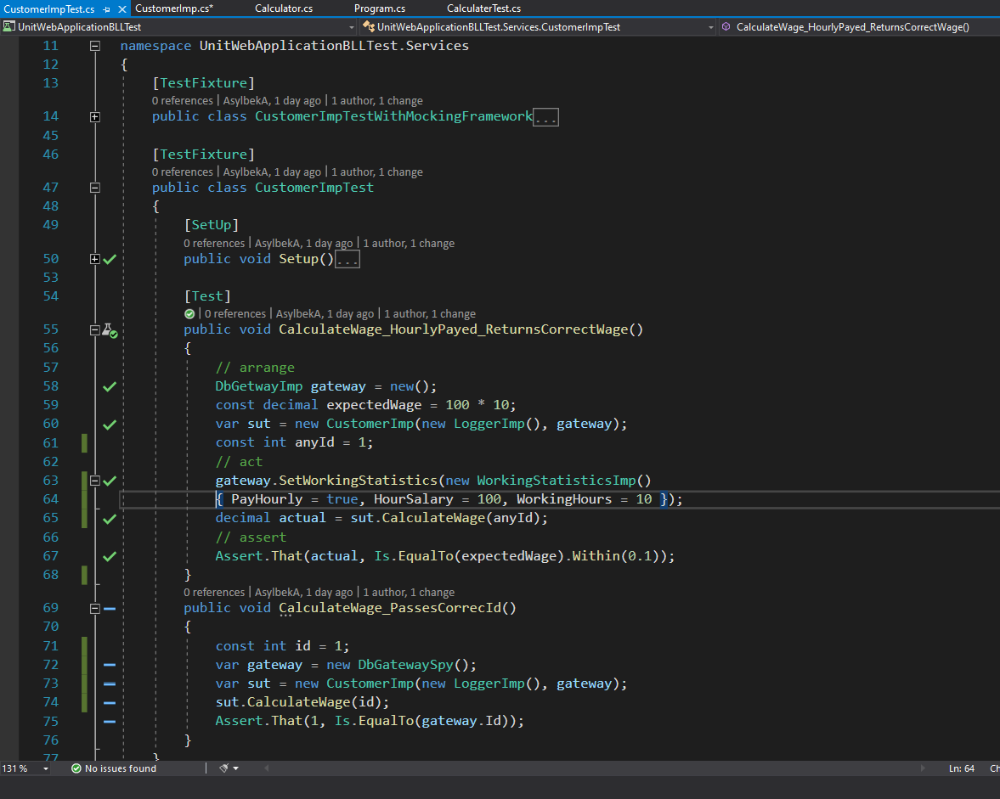 CustomerImpTest.cs CustomerImp.cs* Calculator.cs Program.cs CalculaterTest.cs
UnitWebApplicationBLLTest UnitWebApplicationBLLTest.Services.CustomerImpTest CalculateWage_HourlyPayed_ReturnsCorrectWage()
11 namespace UnitWebApplicationBLLTest.Services
12 {
13 [TestFixture]
0 references | AsylbekA, 1 day ago | 1 author, 1 change
14 public class CustomerImpTestWithMockingFramework...
45
46 [TestFixture]
0 references | AsylbekA, 1 day ago | 1 author, 1 change
47 public class CustomerImpTest
48 {
49 [SetUp]
0 references | AsylbekA, 1 day ago | 1 author, 1 change
50 public void Setup()...
53
54 [Test]
| 0 references | AsylbekA, 1 day ago | 1 author, 1 change
55 public void CalculateWage_HourlyPayed_ReturnsCorrectWage()
56 {
57 // arrange
58 DbGetwayImp gateway = new();
59 const decimal expectedWage = 100 * 10;
60 var sut = new CustomerImp(new LoggerImp(), gateway);
61 const int anyId = 1;
62 // act
63 gateway.SetWorkingStatistics(new WorkingStatisticsImp()
64 { PayHourly = true, HourSalary = 100, WorkingHours = 10 });
65 decimal actual = sut.CalculateWage(anyId);
66 // assert
67 Assert.That(actual, Is.EqualTo(expectedWage).Within(0.1));
68 }
0 references | AsylbekA, 1 day ago | 1 author, 1 change
69 public void CalculateWage_PassesCorrecId()
70 {
71 const int id = 1;
72 var gateway = new DbGatewaySpy();
73 var sut = new CustomerImp(new LoggerImp(), gateway);
74 sut.CalculateWage(id);
75 Assert.That(1, Is.EqualTo(gateway.Id));
76 }
77 }
131 % No issues found Ln: 64 Ch